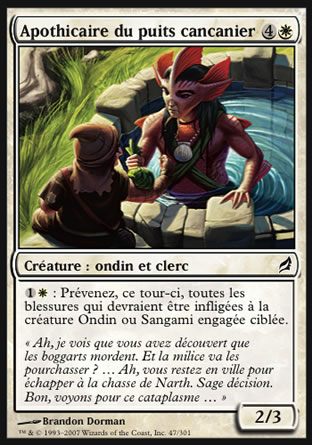 Apothicaire du puits cancanier 4
Créature : ondin et clerc
1 : Prévenez, ce tour-ci, toutes les
blessures qui devraient être infligées à la
créature Ondin ou Sangami engagée ciblée.
« Ah, je vois que vous avez découvert que
les boggarts mordent. Et la milice va les
pourchasser ? … Ah, vous restez en ville pour
échapper à la chasse de Narth. Sage décision.
Bon, voyons pour ce cataplasme … »
Brandon Dorman
™ & © 1993-2007 Wizards of the Coast, Inc. 47/301
2/3